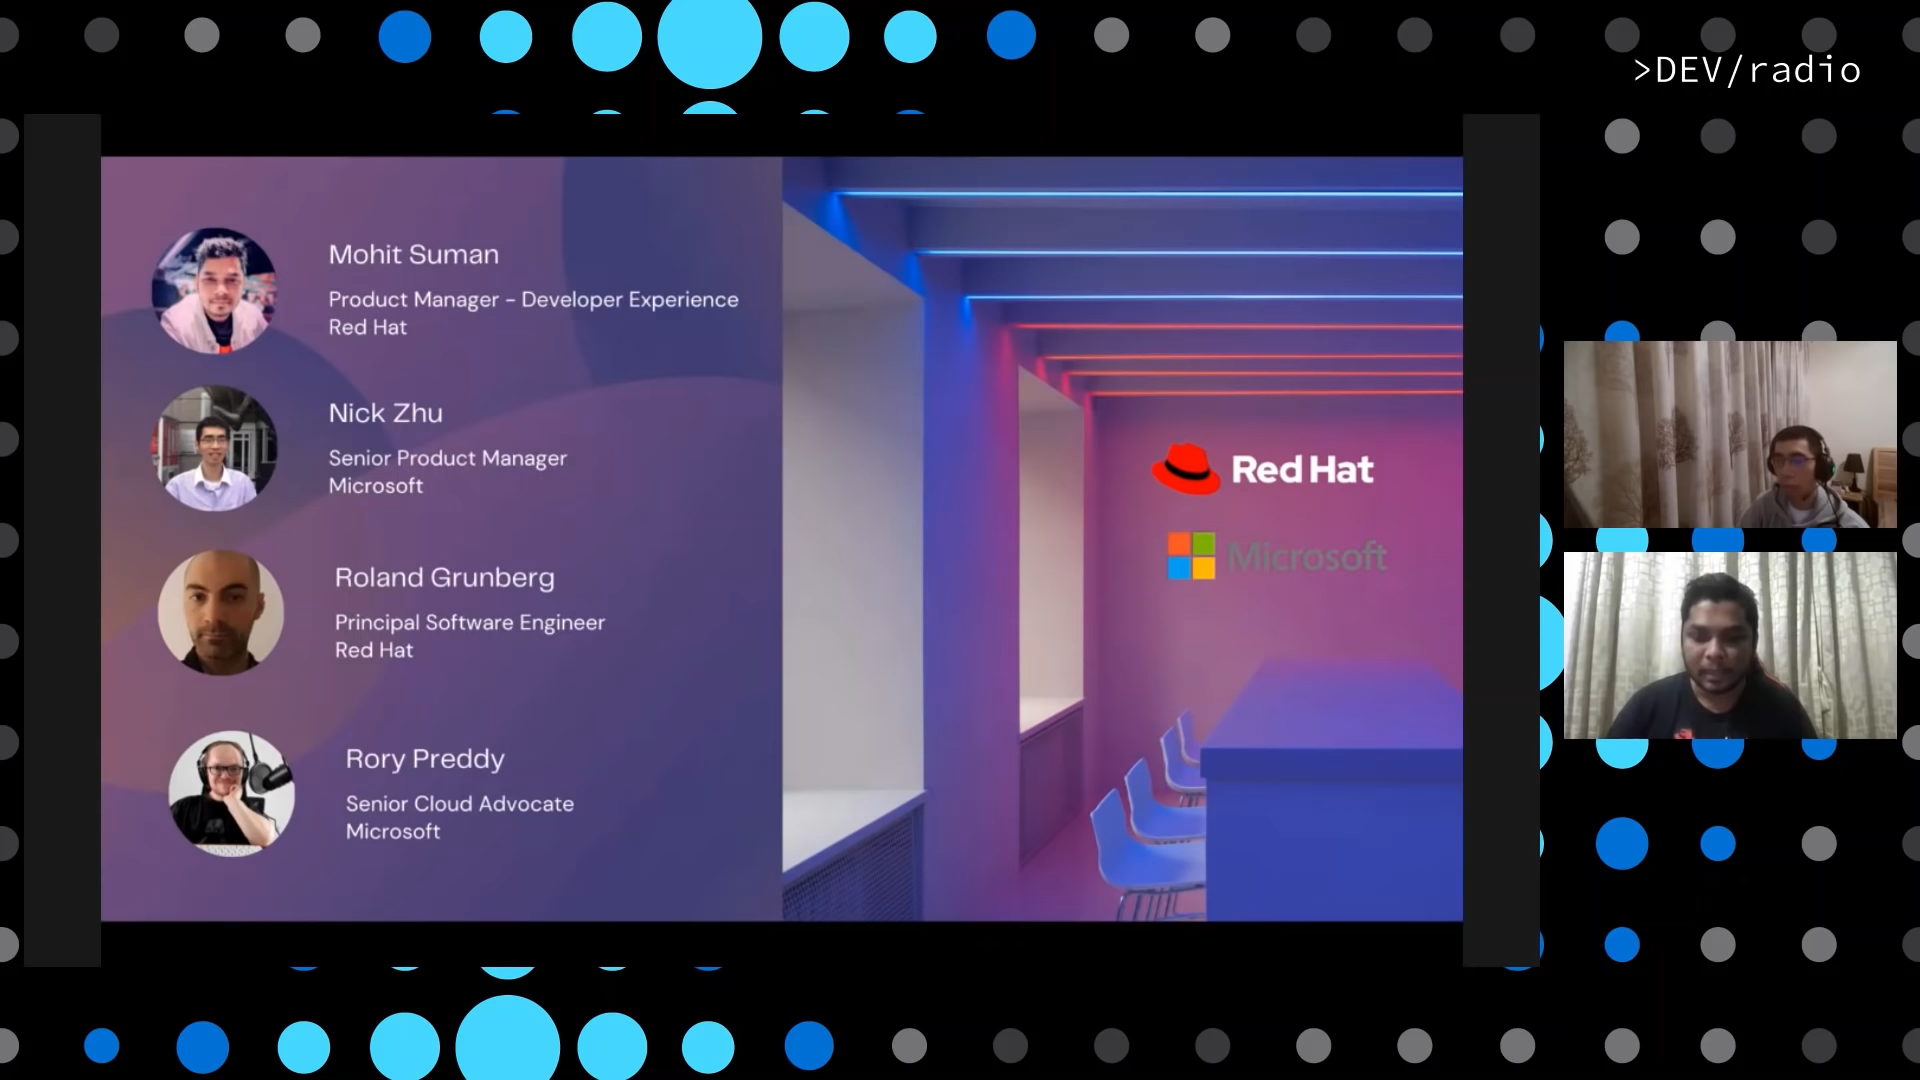 >DEV/radio
Mohit Suman
Product Manager - Developer Experience
Red Hat
Nick Zhu
Senior Product Manager
Microsoft
Roland Grunberg
Principal Software Engineer
Red Hat
Rory Preddy
Senior Cloud Advocate
Microsoft
Red Hat
Microsoft